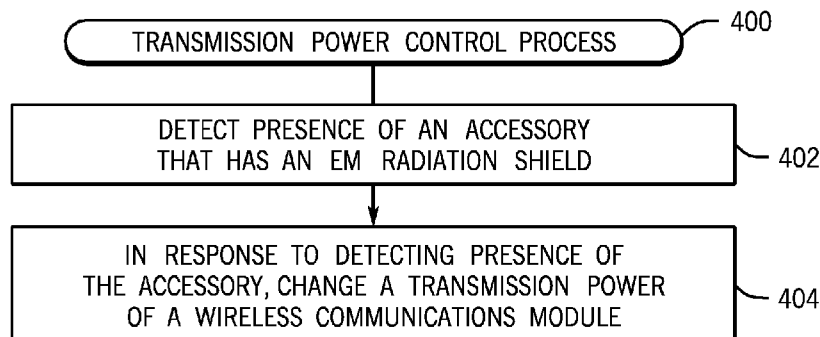 TRANSMISSION POWER CONTROL PROCESS
400
DETECT PRESENCE OF AN ACCESSORY
THAT HAS AN EM RADIATION SHIELD
402
IN RESPONSE TO DETECTING PRESENCE OF
THE ACCESSORY, CHANGE A TRANSMISSION POWER
OF A WIRELESS COMMUNICATIONS MODULE
404